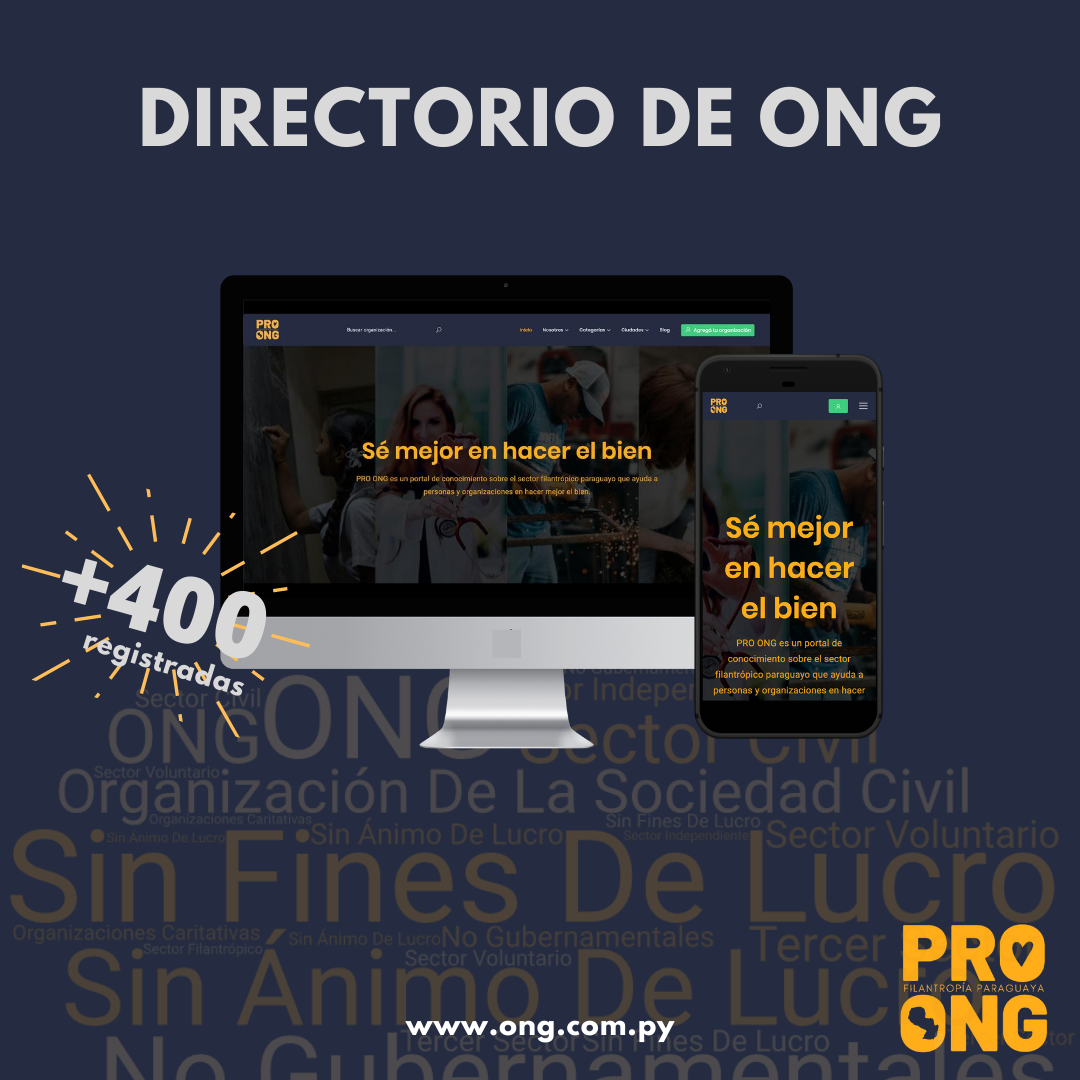 DIRECTORIO DE ONG
PRO
ONG
Buscar organización...
Inicio
Nosotros
Categorías
Ciudades
Blog
Agregá tu organización
Sé mejor en hacer el bien
PRO ONG es un portal de conocimiento sobre el sector filantrópico paraguayo que ayuda a
personas y organizaciones en hacer mejor el bien.
PRO
ONG
Sé mejor
en hacer
el bien
PRO ONG es un portal de
conocimiento sobre el sector
filantrópico paraguayo que ayuda a
personas y organizaciones en hacer
+400
registradas
Sector Civil
ONG
ONG
Sector Civil
Sector Voluntario
Organización De La Sociedad Civil
Organizaciones Caritativas
Sin Fines De Lucro
Sin Ánimo De Lucro
Sin Ánimo De Lucro
Sector Independiente
Sector Voluntario
Sin Fines De Lucro
Organizaciones Caritativas
Sector Filantrópico
Sin Ánimo De Lucro
No Gubernamentales
Sector Voluntario
Tercer
Sin Ánimo De Lucro
PRO
FILANTROPÍA PARAGUAYA
ONG
www.ong.com.py
Tercer Sector
Sin Fines De Lucro
No Gubernamentales